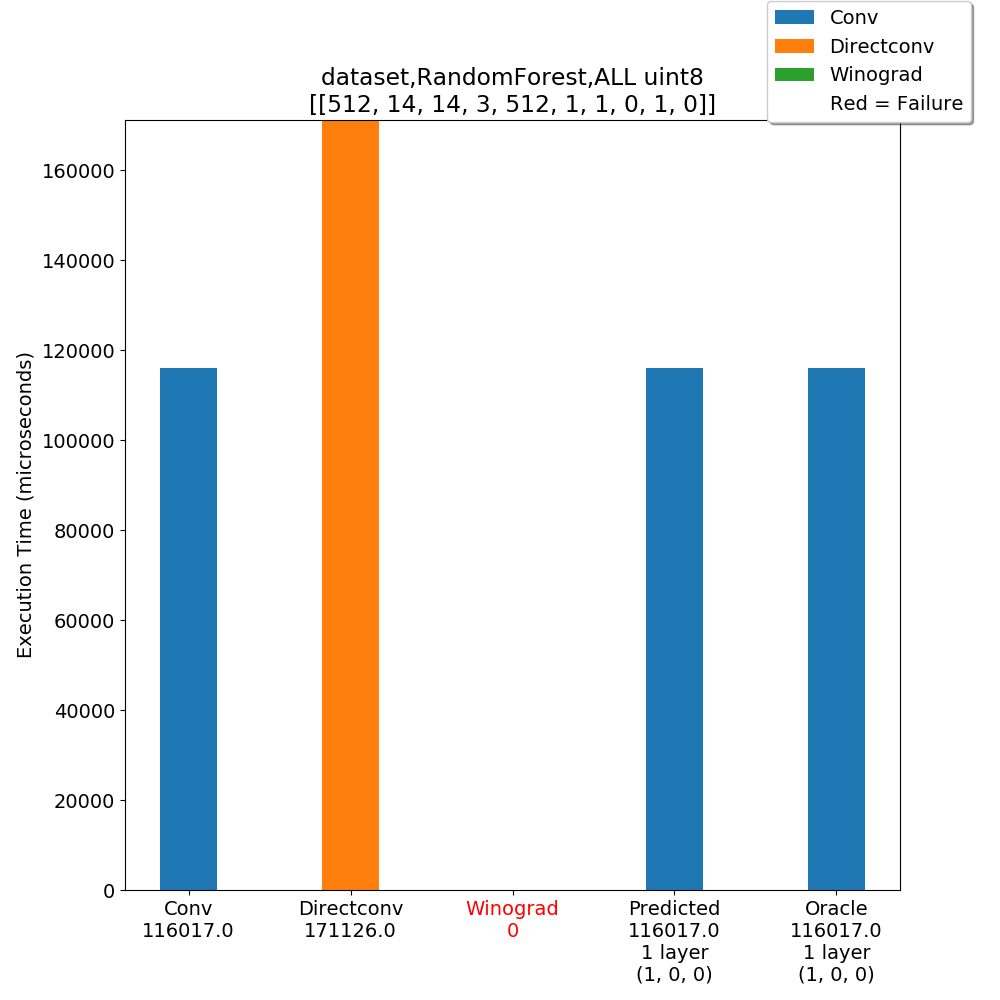 Conv
Directconv
Winograd
Red = Failure
dataset,RandomForest,ALL uint8
[[512, 14, 14, 3, 512, 1, 1, 0, 1, 0]]
Execution Time (microseconds)
160000
140000
120000
100000
80000
60000
40000
20000
0
Conv
116017.0
Directconv
171126.0
Winograd
0
Predicted
116017.0
1 layer
(1, 0, 0)
Oracle
116017.0
1 layer
(1, 0, 0)